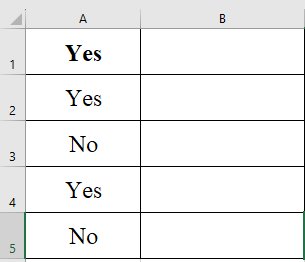 A B
1 Yes
2 Yes
3 No
4 Yes
5 No